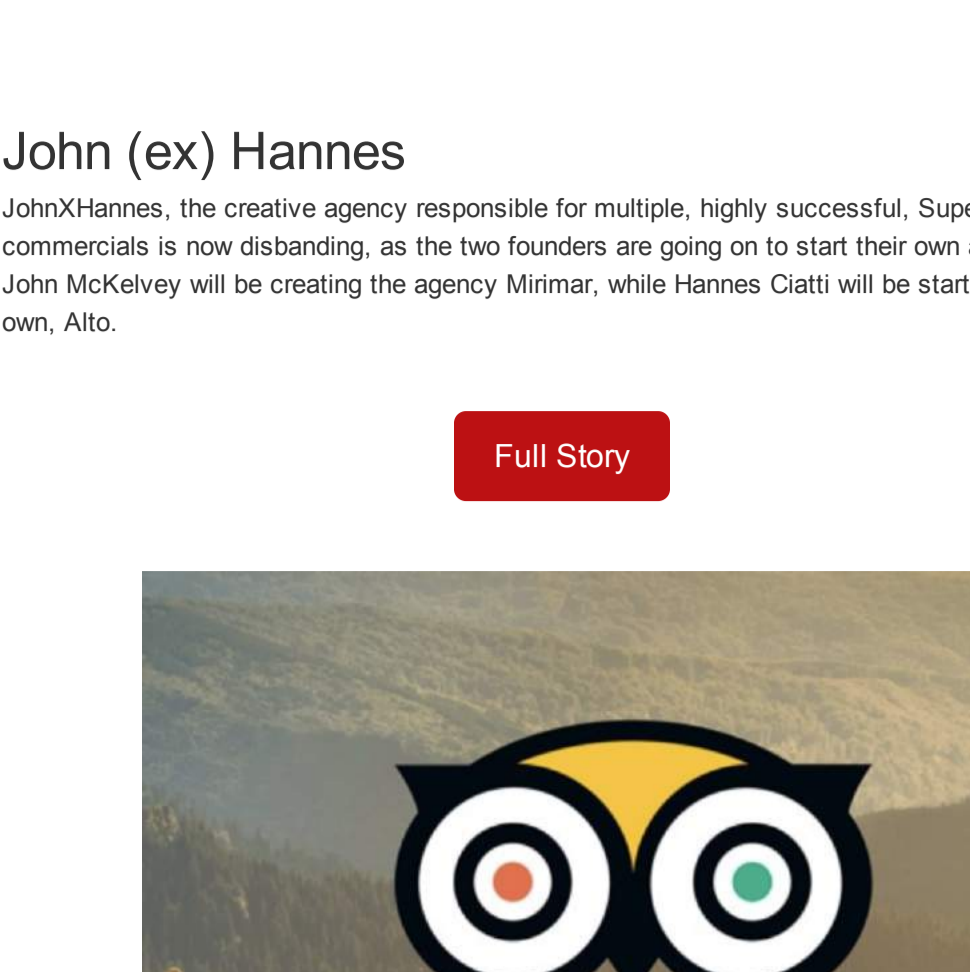 John (ex) Hannes
JohnXHannes, the creative agency responsible for multiple, highly successful,
commercials is now disbanding, as the two founders are going on to start their own
John McKelvey will be creating the agency Mirimar, while Hannes Ciatti will be
own, Alto.
Full Story